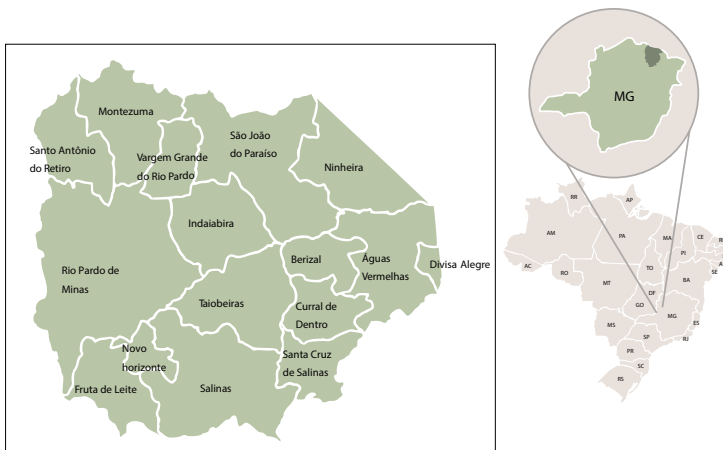 Montezuma
Santo Antônio
do Retiro
Vargem Grande
do Rio Pardo
São João
do Paraíso
Ninheira
Indaiabira
Rio Pardo de
Minas
Berizal
Águas
Vermelhas
Divisa Alegre
Taiobeiras
Curral de
Dentro
Novo
horizonte
Santa Cruz
de Salinas
Fruta de Leite
Salinas
MG
RR
AP
AM
PA
MA
CE
PI
AC
RO
TO
SE
BA
MT
DF
GO
MG
MS
ES
SP
RJ
PR
SC
RS